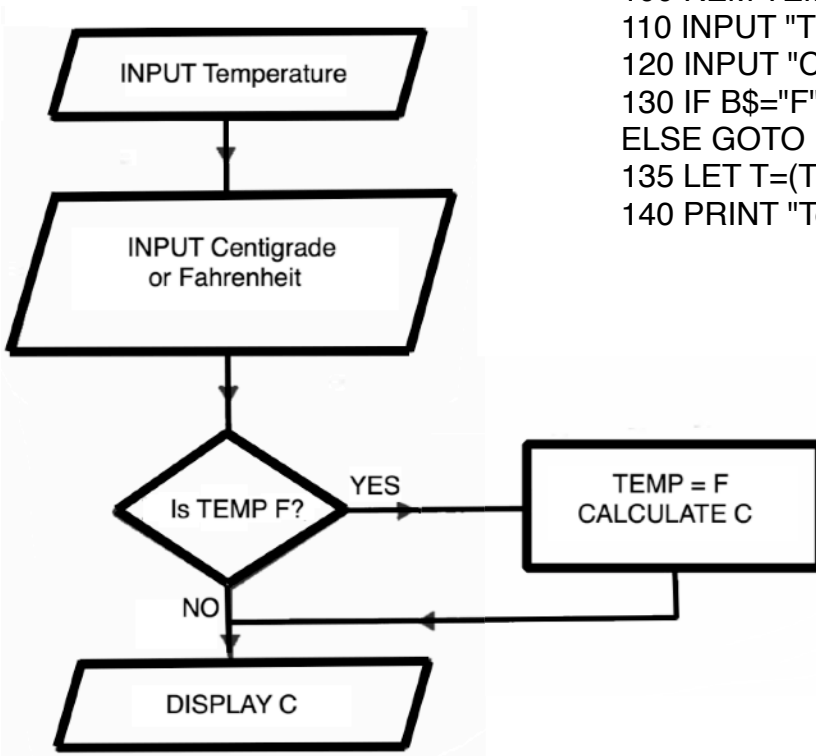 INPUT Temperature
INPUT Centigrade
or Fahrenheit
Is TEMP F?
YES
NO
TEMP = F
CALCULATE C
DISPLAY C
110 INPUT "T
120 INPUT "C
130 IF B$="F"
ELSE GOTO
135 LET T=(T
140 PRINT "T